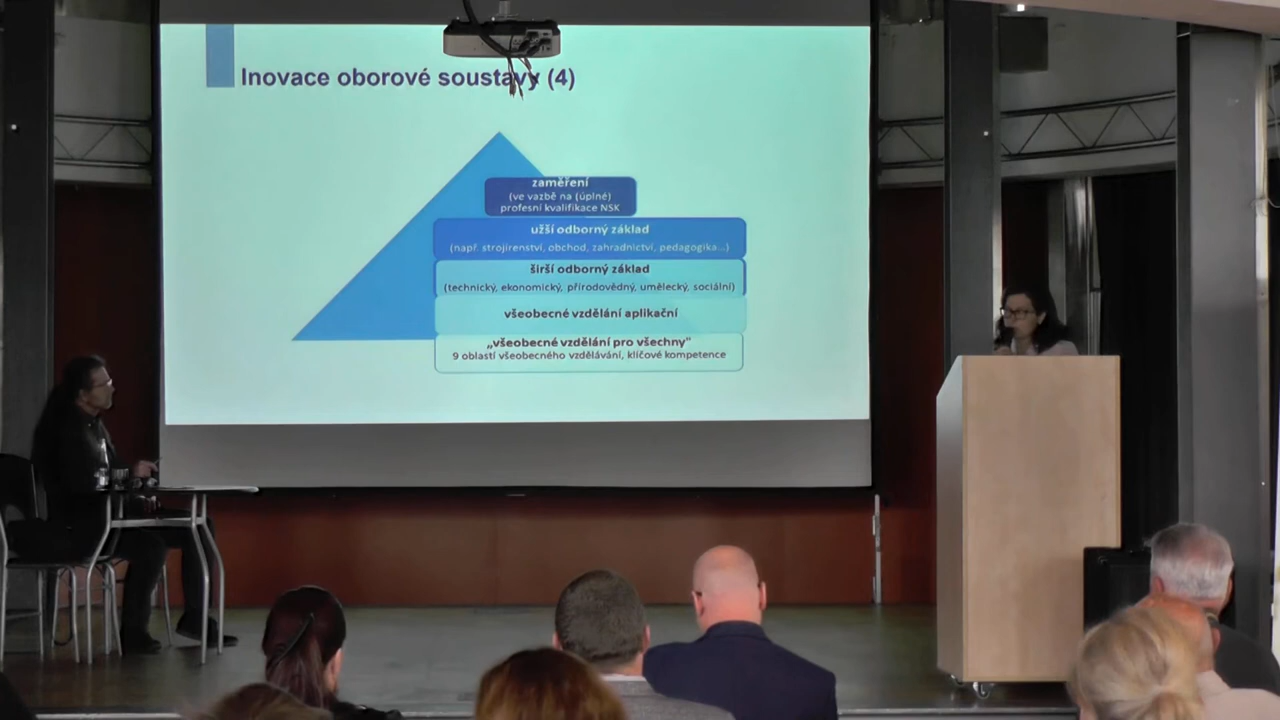 Inovace oborové soustavy (4)
zaměření
(ve vazbě na (úplné)
profesní kvalifikace NSK
užší odborný základ
(např. strojírenství, obchod, zahradnictví, pedagogika...)
širší odborný základ
(technický, ekonomický, přírodovědný, umělecký, sociální)
všeobecné vzdělání aplikační
„všeobecné vzdělání pro všechny"
9 oblastí všeobecného vzdělávání, klíčové kompetence